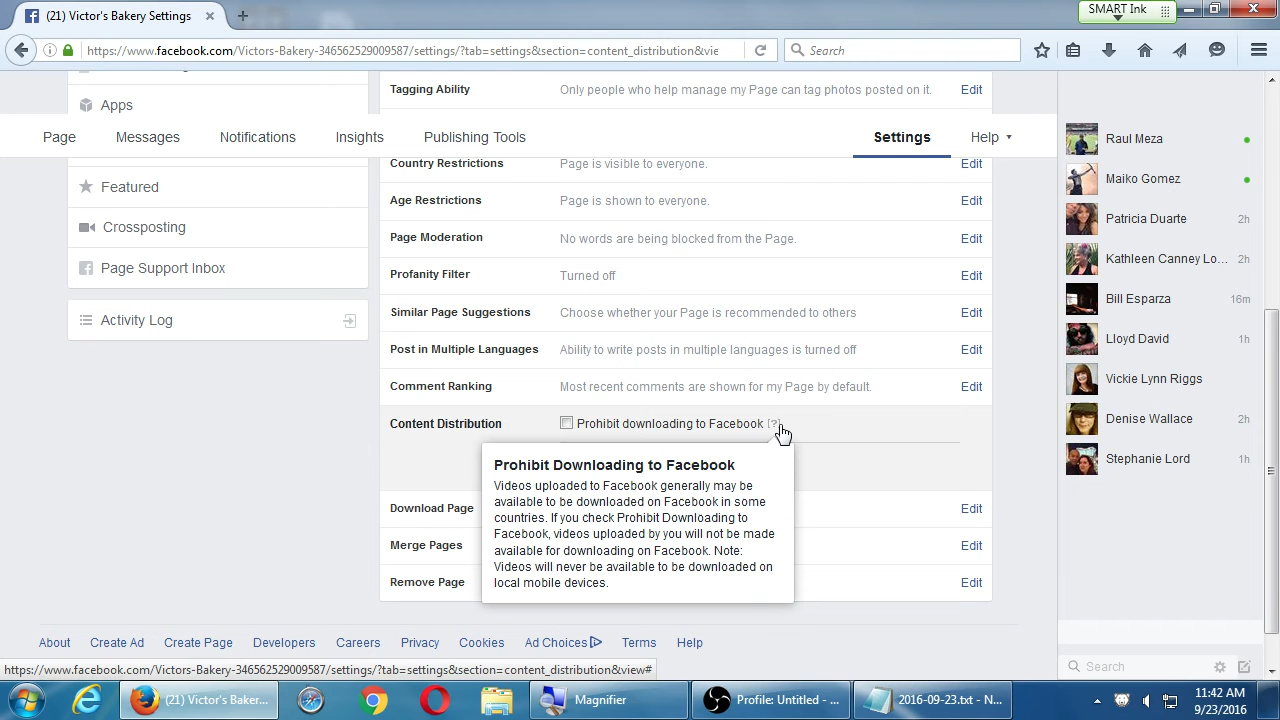 (21) Victor's Bakery Settings
SMART Ink
https://www.facebook.com/Victors-Bakery-346562529009587/settings/?tab=settings&section=content_distribution&vie
Search
Tagging Ability Only people who help manage my Page can tag photos posted on it. Edit
Apps
Page Messages Notifications Insights Publishing Tools Settings Help
Country Restrictions Page is visible to everyone. Edit
Featured
Age Restrictions Page is shown to everyone. Edit
Crossposting
Page Moderation No words are being blocked from the Page. Edit
Page Support Inbox
Profanity Filter Turned off Edit
Similar Page Suggestions Choose whether your Page is recommended to others Edit
Activity Log
Post in Multiple Languages Ability to write posts in multiple languages is turned off Edit
Comment Ranking Most recent comments are shown for my Page by default. Edit
Content Distribution Prohibit downloading to Facebook [?]
Prohibit Downloading to Facebook
Videos uploaded to Facebook generally may be
available to be downloaded on Facebook in some
countries. If you check Prohibit Downloading to
Facebook, videos uploaded by you will not be made
available for downloading on Facebook. Note:
Videos will never be available to be downloaded on
local mobile devices.
Download Page Edit
Merge Pages Edit
Remove Page Edit
Raul Meza
Maiko Gomez
Patricia Duarte 2h
Kathleen Canney Lo... 2h
Bill Esparza 16m
Lloyd David 1h
Vickie Lynn Riggs
Denise Wallace 2h
Stephanie Lord 1h
Search
About Create Ad Create Page Developers Careers Privacy Cookies Ad Choices Terms Help
https://www.facebook.com/Victors-Bakery-346562529009587/settings/?tab=settings&section=content_distribution&view#
(21) Victor's Baker...
Magnifier
Profile: Untitled - ...
2016-09-23.txt - N...
11:42 AM
9/23/2016